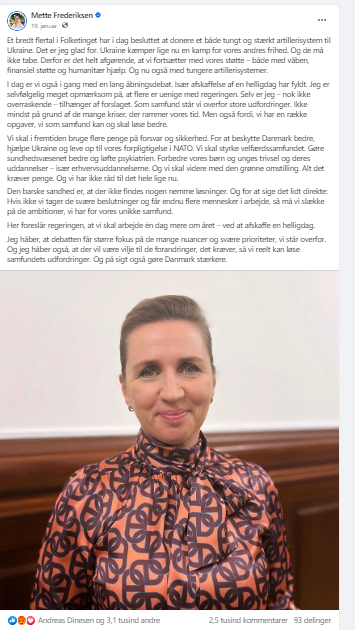 Mette Frederiksen
19. januar
Et bredt flertal i Folketinget har i dag besluttet at donere et både tungt og stærkt artillerisystem til
Ukraine. Det er jeg glad for. Ukraine kæmper lige nu en kamp for vores andres frihed. Og de må
ikke tabe. Derfor er det helt afgørende, at vi fortsætter med vores støtte – både med våben,
finansiel støtte og humanitær hjælp. Og nu også med tungere artillerisystemer.
I dag er vi også i gang med en lang åbningsdebat. Især afskaffelse af en helligdag har fyldt. Jeg er
selvfølgelig meget opmærksom på, at flere er uenige med regeringen. Selv er jeg – nok ikke
overraskende – tilhænger af forslaget. Som samfund står vi overfor store udfordringer. Ikke
mindst på grund af de mange kriser, der rammer vores tid. Men også fordi, vi har en række
opgaver, vi som samfund kan og skal løse bedre.
Vi skal i fremtiden bruge flere penge på forsvar og sikkerhed. For at beskytte Danmark bedre,
hjælpe Ukraine og leve op til vores forpligtigelse i NATO. Vi skal styrke velfærdssamfundet. Gøre
sundhedsvæsenet bedre og løfte psykiatrien. Forbedre vores børn og unges trivsel og deres
uddannelser – især erhvervsuddannelserne. Og vi skal videre med den grønne omstilling. Alt det
kræver penge. Og vi har ikke råd til det hele lige nu.
Den barske sandhed er, at der ikke findes nogen nemme løsninger. Og for at sige det lidt direkte:
Hvis ikke vi tager de svære beslutninger og får endnu flere mennesker i arbejde, så må vi slække
på de ambitioner, vi har for vores unikke samfund.
Her foreslår regeringen, at vi skal arbejde én dag mere om året – ved at afskaffe en helligdag.
Jeg håber, at debatten får større fokus på de mange nuancer og svære prioriteter, vi står overfor.
Og jeg håber også, at der vil være vilje til de forandringer, det kræver, så vi reelt kan løse
samfundets udfordringer. Og på sigt også gøre Danmark stærkere.
Andreas Dinesen og 3,1 tusind andre
2,5 tusind kommentarer 93 delinger